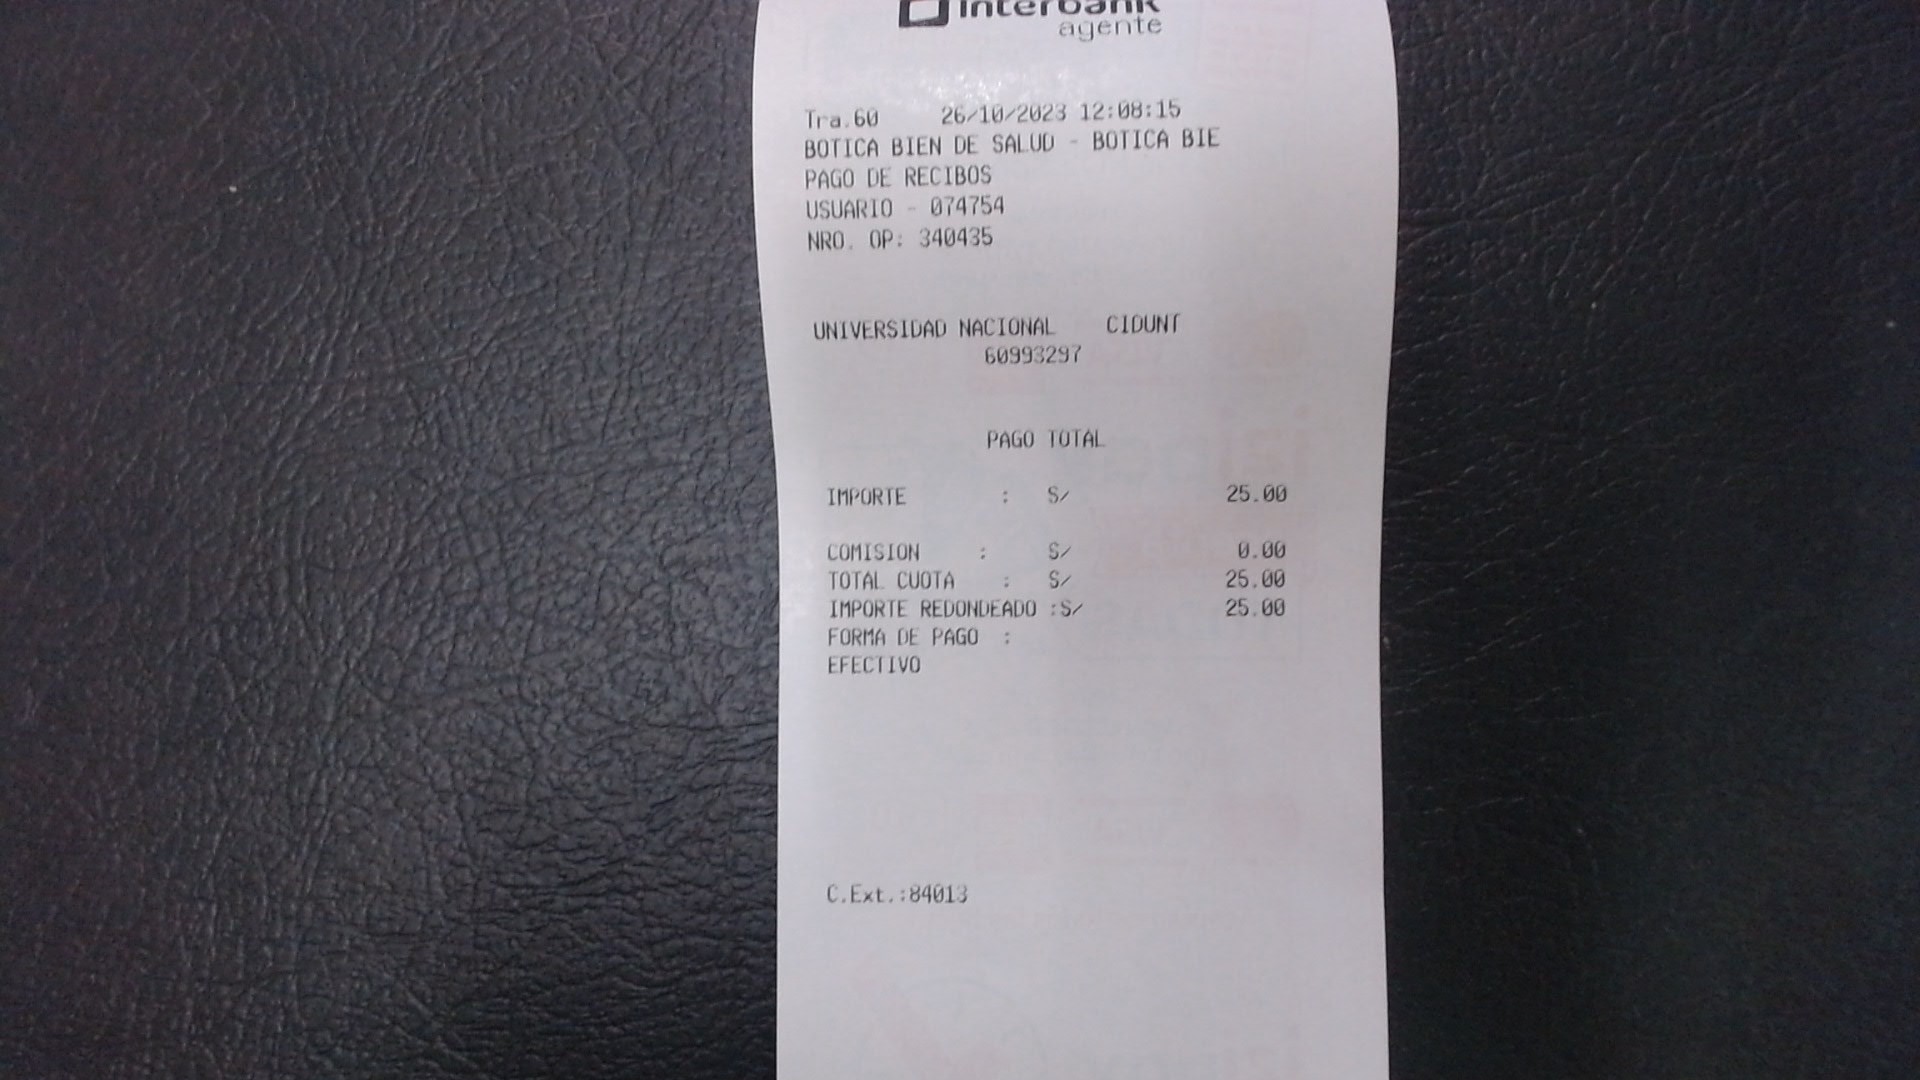 Interbank
agente
Tra.60 26/10/2023 12:08:15
BOTICA BIEN DE SALUD - BOTICA BIE
PAGO DE RECIBOS
USUARIO - 074754
NRO. OP: 340435
UNIVERSIDAD NACIONAL CIDUNT
60993297
PAGO TOTAL
IMPORTE : S/ 25.00
COMISION : S/ 0.00
TOTAL CUOTA : S/ 25.00
IMPORTE REDONDEADO :S/ 25.00
FORMA DE PAGO :
EFECTIVO
C.Ext.:84013